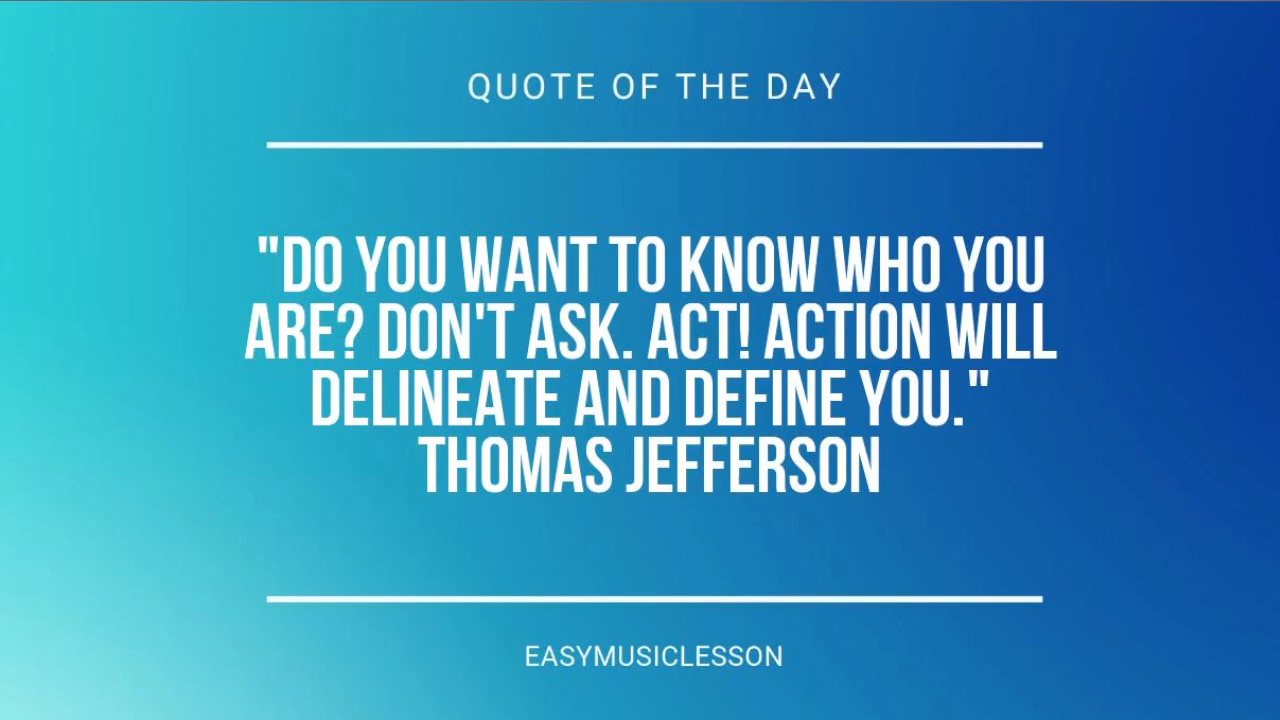 QUOTE OF THE DAY
"DO YOU WANT TO KNOW WHO YOU
ARE? DON'T ASK. ACT! ACTION WILL
DELINEATE AND DEFINE YOU."
THOMAS JEFFERSON
EASYMUSICLESSON